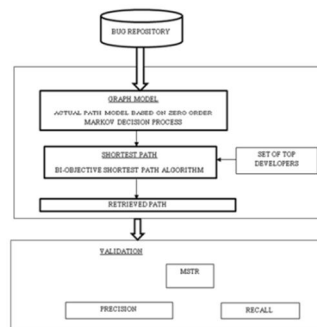 BUG REPOSITORY
GRAPH MODEL
ACTUAL PATH MODEL BASED ON ZERO ORDER
MARKOV DECISION PROCESS
SHORTEST PATH
BI-OBJECTIVE SHORTEST PATH ALGORITHM
SET OF TOP
DEVELOPERS
RETRIEVED PATH
VALIDATION
MSTR
PRECISION
RECALL